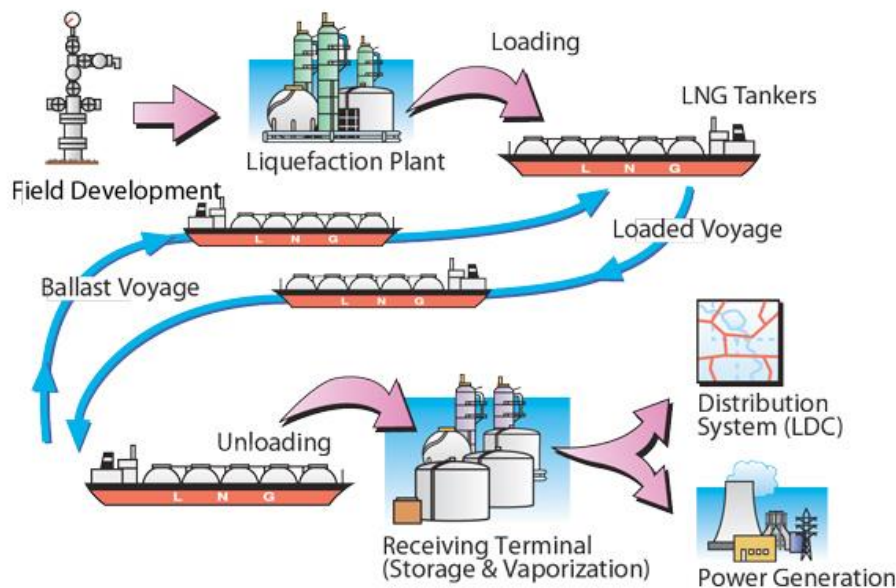 Loading
LNG Tankers
Liquefaction Plant
L N G
Field Development
L N G
Loaded Voyage
Ballast Voyage
L N G
Unloading
L N G
Distribution
System (LDC)
Receiving Terminal
(Storage & Vaporization)
Power Generation